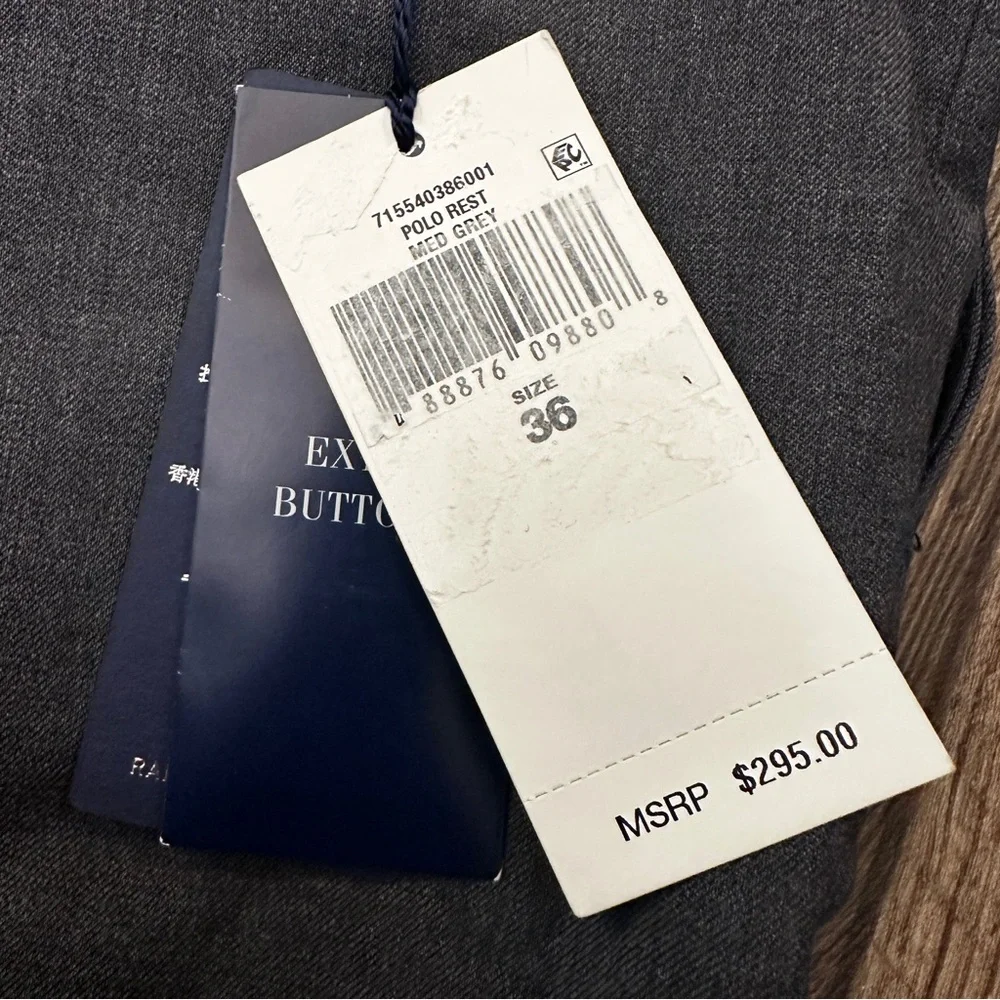 715540386001
POLO REST
MED GREY
88876 09880 8
SIZE
36
MSRP $295.00
EX
BUTTO
香港
RA